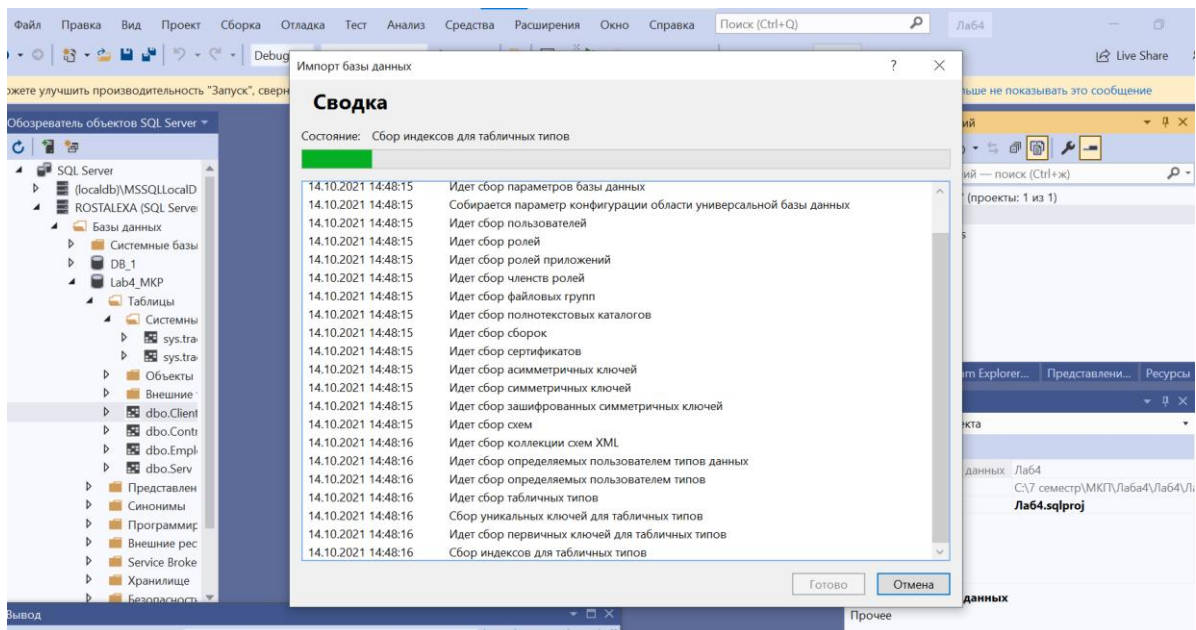 Файл Правка Вид Проект Сборка Отладка Тест Анализ Средства Расширения Окно Справка Поиск (Ctrl+Q) Лаб64
Debug Live Share
ожете улучшить производительность "Запуск", сверн
ьше не показывать это сообщение
Обозреватель объектов SQL Server
SQL Server
(localdb)\MSSQLLocalD
ROSTALEXA (SQL Serve
Базы данных
Системные базы
DB_1
Lab4_MKP
Таблицы
Системны
sys.tra
sys.tra
Объекты
Внешние
dbo.Client
dbo.Contr
dbo.Empl
dbo.Serv
Представлен
Синонимы
Программир
Внешние рес
Service Broke
Хранилище
Безопасность
Вывод
Импорт базы данных ?
Сводка
Состояние: Сбор индексов для табличных типов
14.10.2021 14:48:15 Идет сбор параметров базы данных
14.10.2021 14:48:15 Собирается параметр конфигурации области универсальной базы данных
14.10.2021 14:48:15 Идет сбор пользователей
14.10.2021 14:48:15 Идет сбор ролей
14.10.2021 14:48:15 Идет сбор ролей приложений
14.10.2021 14:48:15 Идет сбор членств ролей
14.10.2021 14:48:15 Идет сбор файловых групп
14.10.2021 14:48:15 Идет сбор полнотекстовых каталогов
14.10.2021 14:48:15 Идет сбор сборок
14.10.2021 14:48:15 Идет сбор сертификатов
14.10.2021 14:48:15 Идет сбор асимметричных ключей
14.10.2021 14:48:15 Идет сбор симметричных ключей
14.10.2021 14:48:15 Идет сбор зашифрованных симметричных ключей
14.10.2021 14:48:15 Идет сбор схем
14.10.2021 14:48:16 Идет сбор коллекции схем XML
14.10.2021 14:48:16 Идет сбор определяемых пользователем типов данных
14.10.2021 14:48:16 Идет сбор определяемых пользователем типов
14.10.2021 14:48:16 Идет сбор табличных типов
14.10.2021 14:48:16 Сбор уникальных ключей для табличных типов
14.10.2021 14:48:16 Идет сбор первичных ключей для табличных типов
14.10.2021 14:48:16 Сбор индексов для табличных типов
Готово Отмена
ий
ий — поиск (Ctrl+ж)
(проекты: 1 из 1)
s
am Explorer... Представлени... Ресурсы
кта
данных Лаб4
C:\7 семестр\МКП\Лаба4\Лаб4\Ла
Лаб4.sqlproj
данных
Прочее